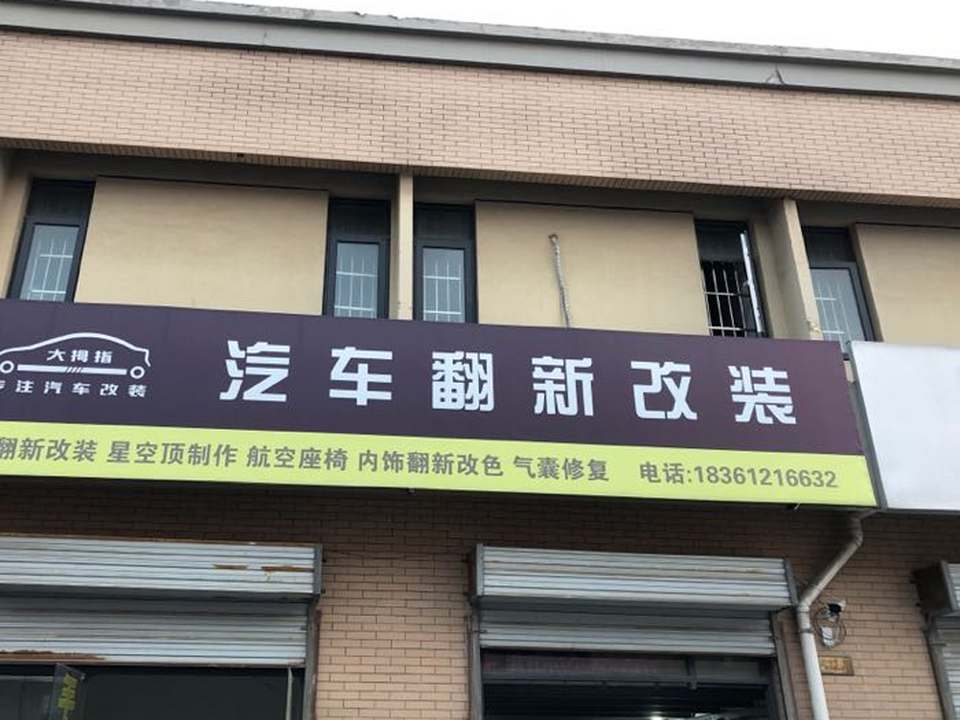 大拇指
专注汽车改装
汽车翻新改装
翻新改装 星空顶制作 航空座椅 内饰翻新改色 气囊修复 电话:18361216632